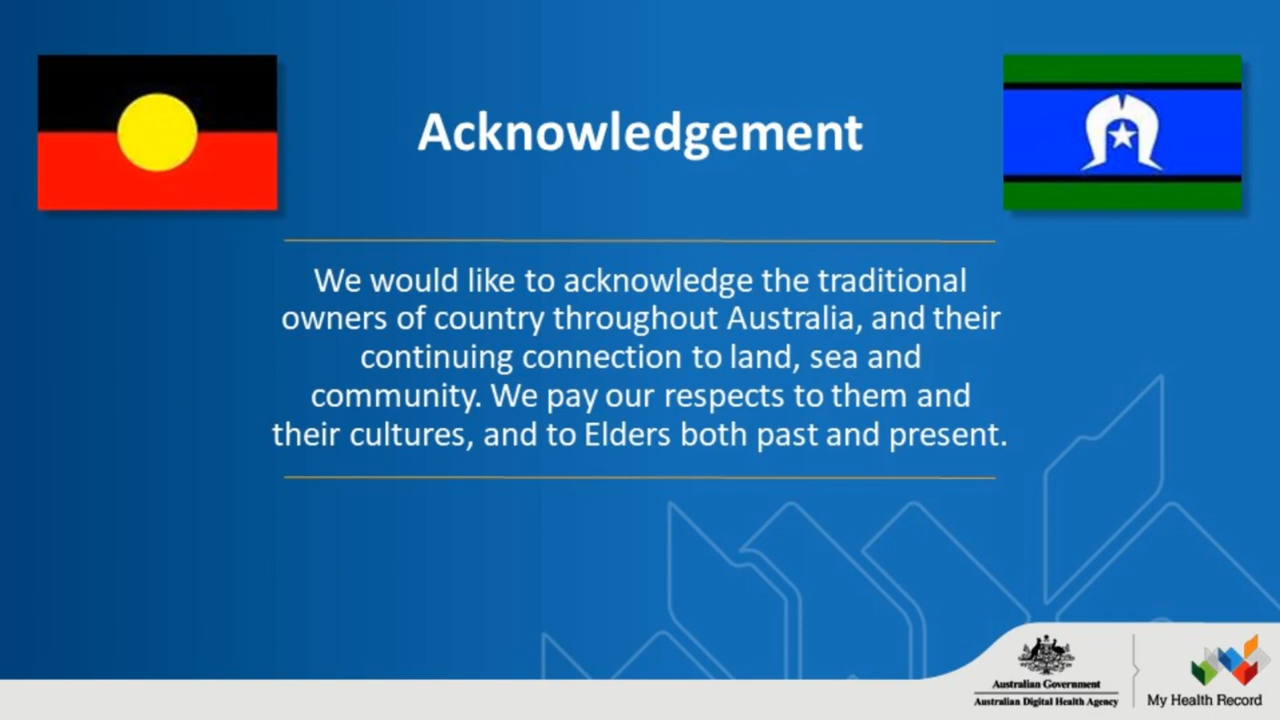 Acknowledgement
We would like to acknowledge the traditional
owners of country throughout Australia, and their
continuing connection to land, sea and
community. We pay our respects to them and
their cultures, and to Elders both past and present.
Australian Government
Australian Digital Health Agency
My Health Record